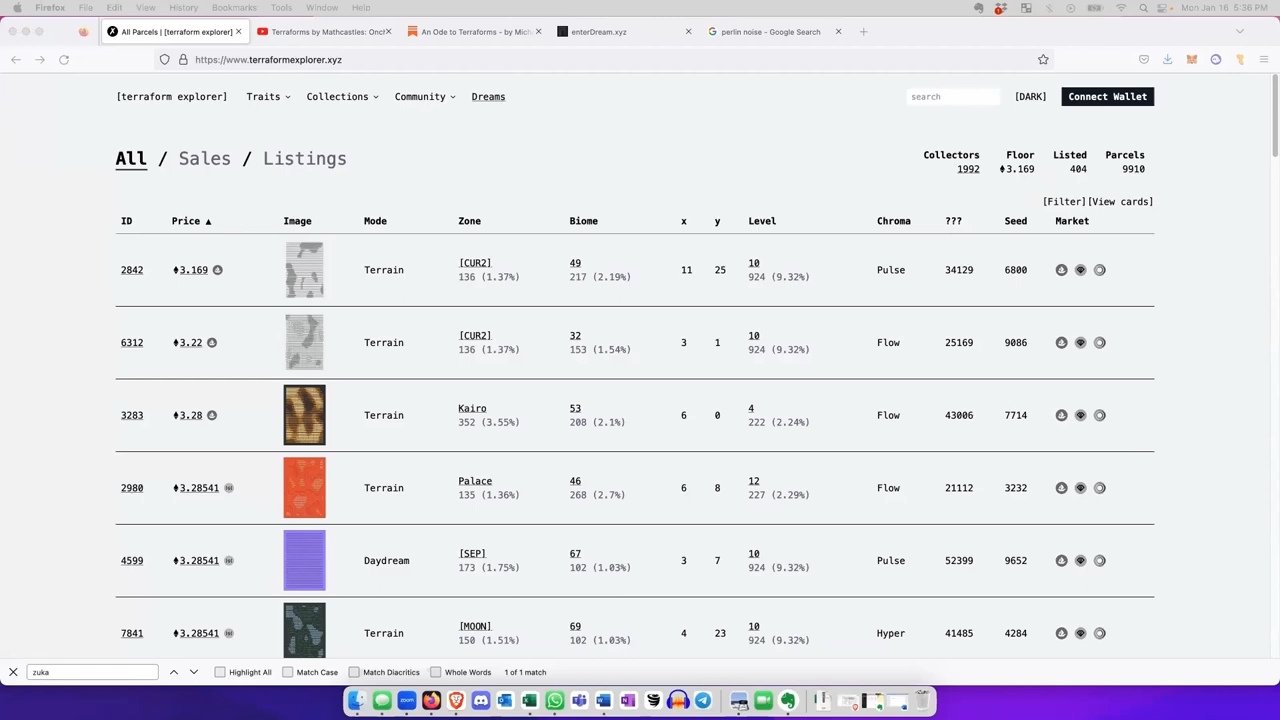 Firefox File Edit View History Bookmarks Tools Window Help Mon Jan 16 5:36 PM
All Parcels | [terraform explorer] Terraforms by Mathcastles: Onc An Ode to Terraforms - by Mich enterDream.xyz perlin noise - Google Search
https://www.terraformexplorer.xyz
[terraform explorer] Traits Collections Community Dreams search [DARK] Connect Wallet
All / Sales / Listings
Collectors Floor Listed Parcels
1992 3.169 404 9910
[Filter][View cards]
ID Price ▲ Image Mode Zone Biome x y Level Chroma ??? Seed Market
[CUR2] 49 10
2842 3.169 Terrain 11 25 Pulse 34129 6800
136 (1.37%) 217 (2.19%) 924 (9.32%)
[CUR2] 32 10
6312 3.22 Terrain 3 1 Flow 25169 9086
136 (1.37%) 153 (1.54%) 924 (9.32%)
Kairo 53 4
3283 3.28 Terrain 6 6 Flow 43006 7714
352 (3.55%) 208 (2.1%) 222 (2.24%)
Palace 46 12
2980 3.28541 Terrain 6 8 Flow 21112 3232
135 (1.36%) 268 (2.7%) 227 (2.29%)
[SEP] 67 10
4599 3.28541 Daydream 3 8 Pulse 52399 9652
173 (1.75%) 102 (1.03%) 924 (9.32%)
[MOON] 69 10
7841 3.28541 Terrain 4 23 Hyper 41485 4284
150 (1.51%) 102 (1.03%) 924 (9.32%)
zuka Highlight All Match Case Match Diacritics Whole Words 1 of 1 match
zoom